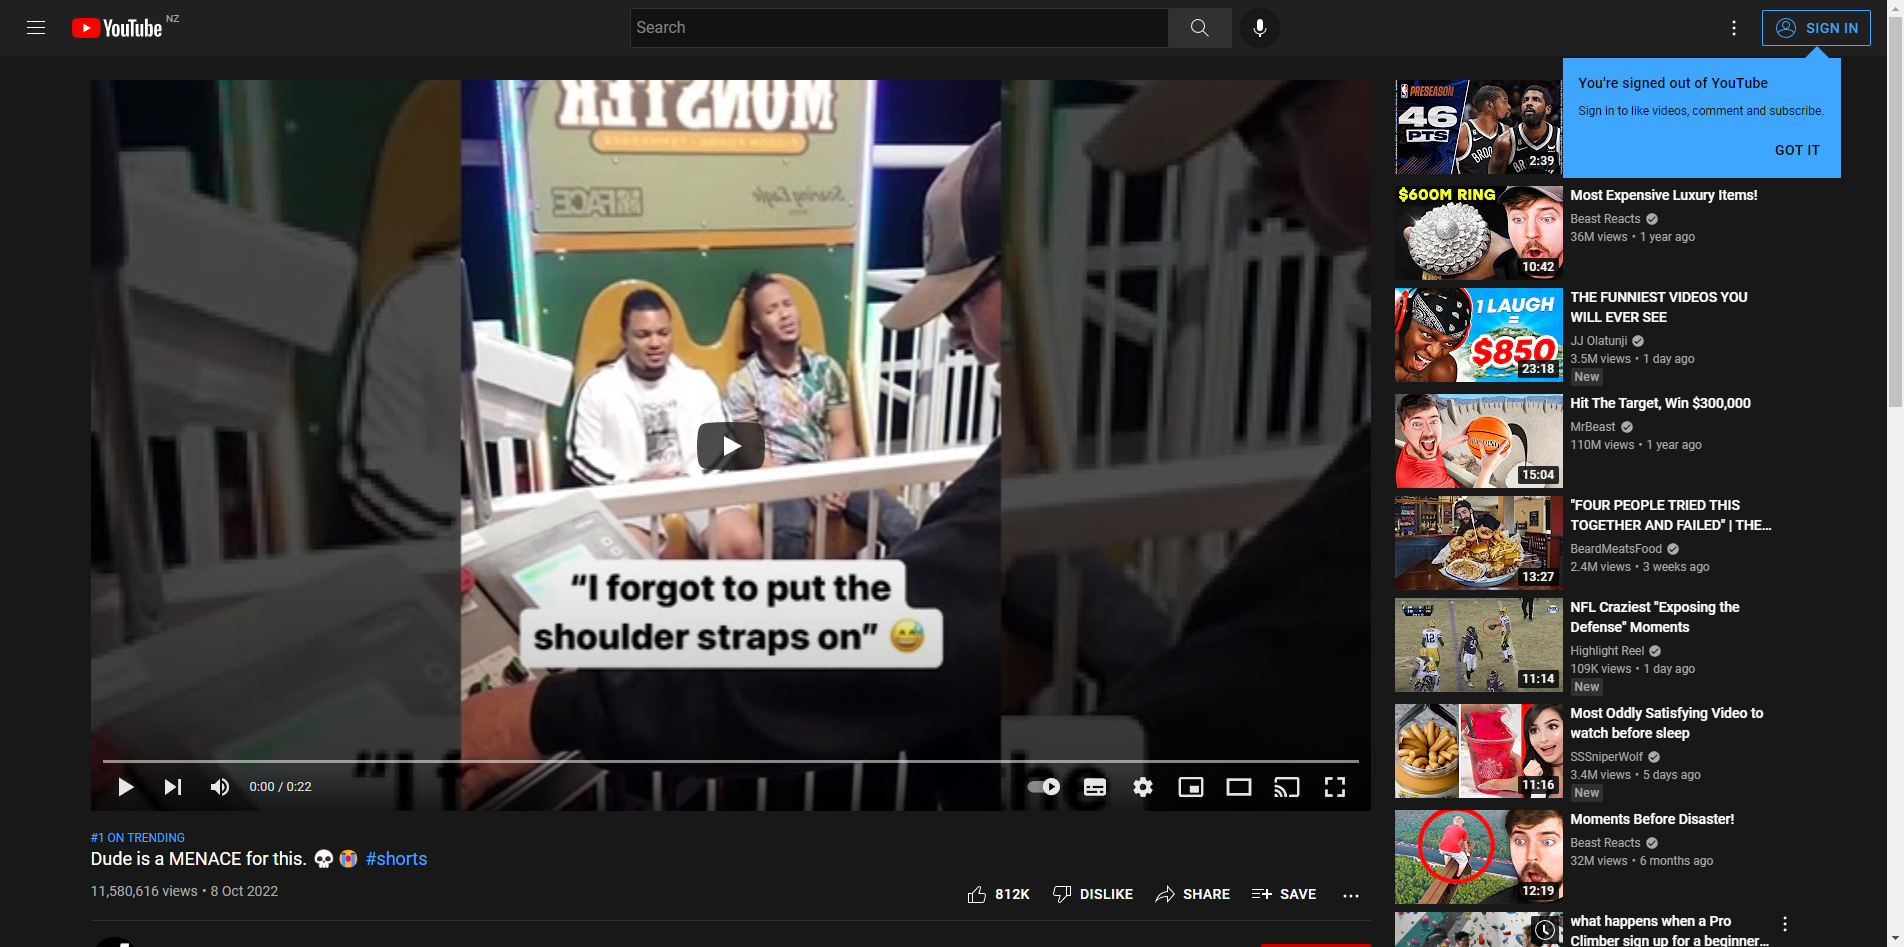 YouTube NZ
Search
SIGN IN
You're signed out of YouTube
Sign in to like videos, comment and subscribe.
GOT IT
MONSTER
INFACE
Soaring Eagle
"I forgot to put the
shoulder straps on" 😅
0:00 / 0:22
#1 ON TRENDING
Dude is a MENACE for this. 💀😭 #shorts
11,580,616 views • 8 Oct 2022
812K
DISLIKE
SHARE
SAVE
PRESEASON
46
PTS
2:39
$600M RING
10:42
Most Expensive Luxury Items!
Beast Reacts
36M views • 1 year ago
1 LAUGH
=
$850
23:18
THE FUNNIEST VIDEOS YOU
WILL EVER SEE
JJ Olatunji
3.5M views • 1 day ago
New
15:04
Hit The Target, Win $300,000
MrBeast
110M views • 1 year ago
13:27
"FOUR PEOPLE TRIED THIS
TOGETHER AND FAILED" | THE...
BeardMeatsFood
2.4M views • 3 weeks ago
12
11:14
NFL Craziest "Exposing the
Defense" Moments
Highlight Reel
109K views • 1 day ago
New
11:16
Most Oddly Satisfying Video to
watch before sleep
SSSniperWolf
3.4M views • 5 days ago
New
12:19
Moments Before Disaster!
Beast Reacts
32M views • 6 months ago
what happens when a Pro
Climber sign up for a beginner...